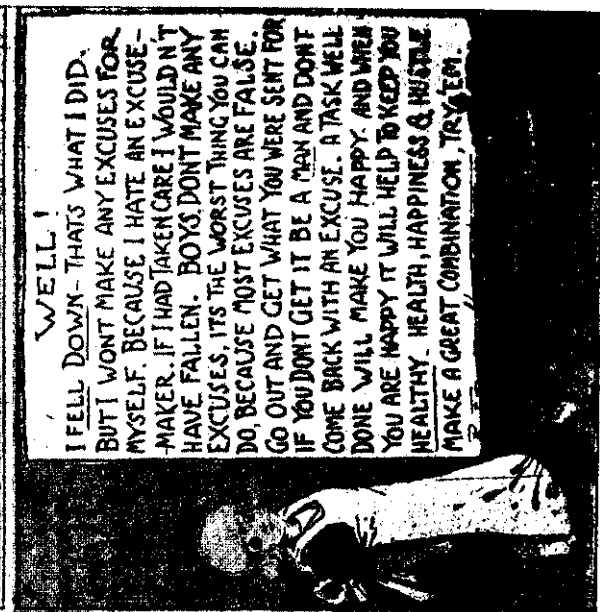 WELL!
I FELL DOWN - THATS WHAT I DID.
BUT I WONT MAKE ANY EXCUSES FOR
MYSELF. BECAUSE I HATE AN EXCUSE-
-MAKER. IF I HAD TAKEN CARE I WOULDN'T
HAVE FALLEN. BOYS, DONT MAKE ANY
EXCUSES, ITS THE WORST THING YOU CAN
DO, BECAUSE MOST EXCUSES ARE FALSE.
GO OUT AND GET WHAT YOU WERE SENT FOR
IF YOU DONT GET IT BE A MAN AND DONT
COME BACK WITH AN EXCUSE. A TASK WELL
DONE WILL MAKE YOU HAPPY. AND WHEN
YOU ARE HAPPY IT WILL HELP TO KEEP YOU
HEALTHY. HEALTH, HAPPINESS & HUSTLE
MAKE A GREAT COMBINATION, TRY, EM.